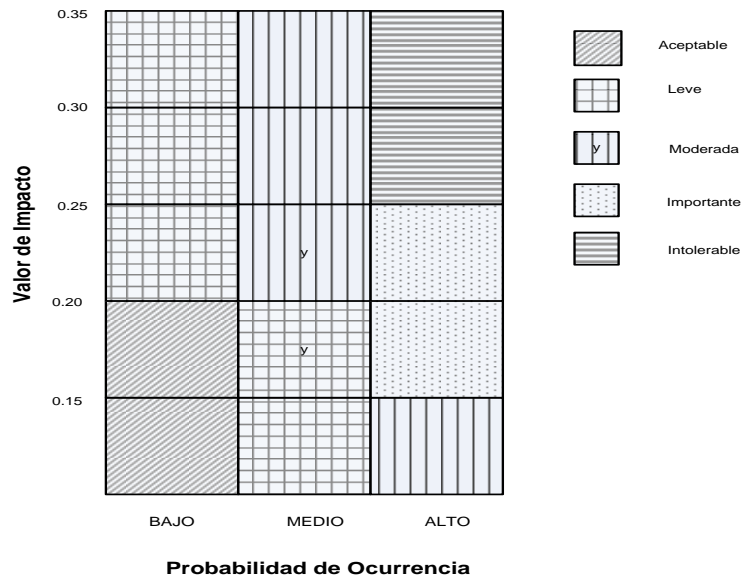 0.35
Aceptable
Leve
0.30
y
Moderada
Importante
0.25
Valor de Impacto
y
Intolerable
0.20
y
0.15
BAJO
MEDIO
ALTO
Probabilidad de Ocurrencia